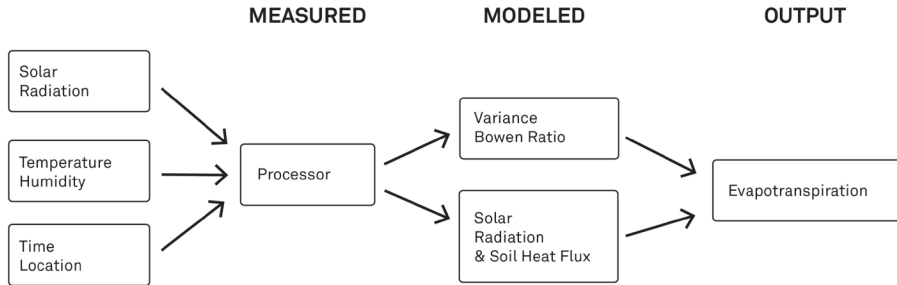 MEASURED
MODELED
OUTPUT
Solar
Radiation
Temperature
Humidity
Time
Location
Processor
Variance
Bowen Ratio
Solar
Radiation
& Soil Heat Flux
Evapotranspiration